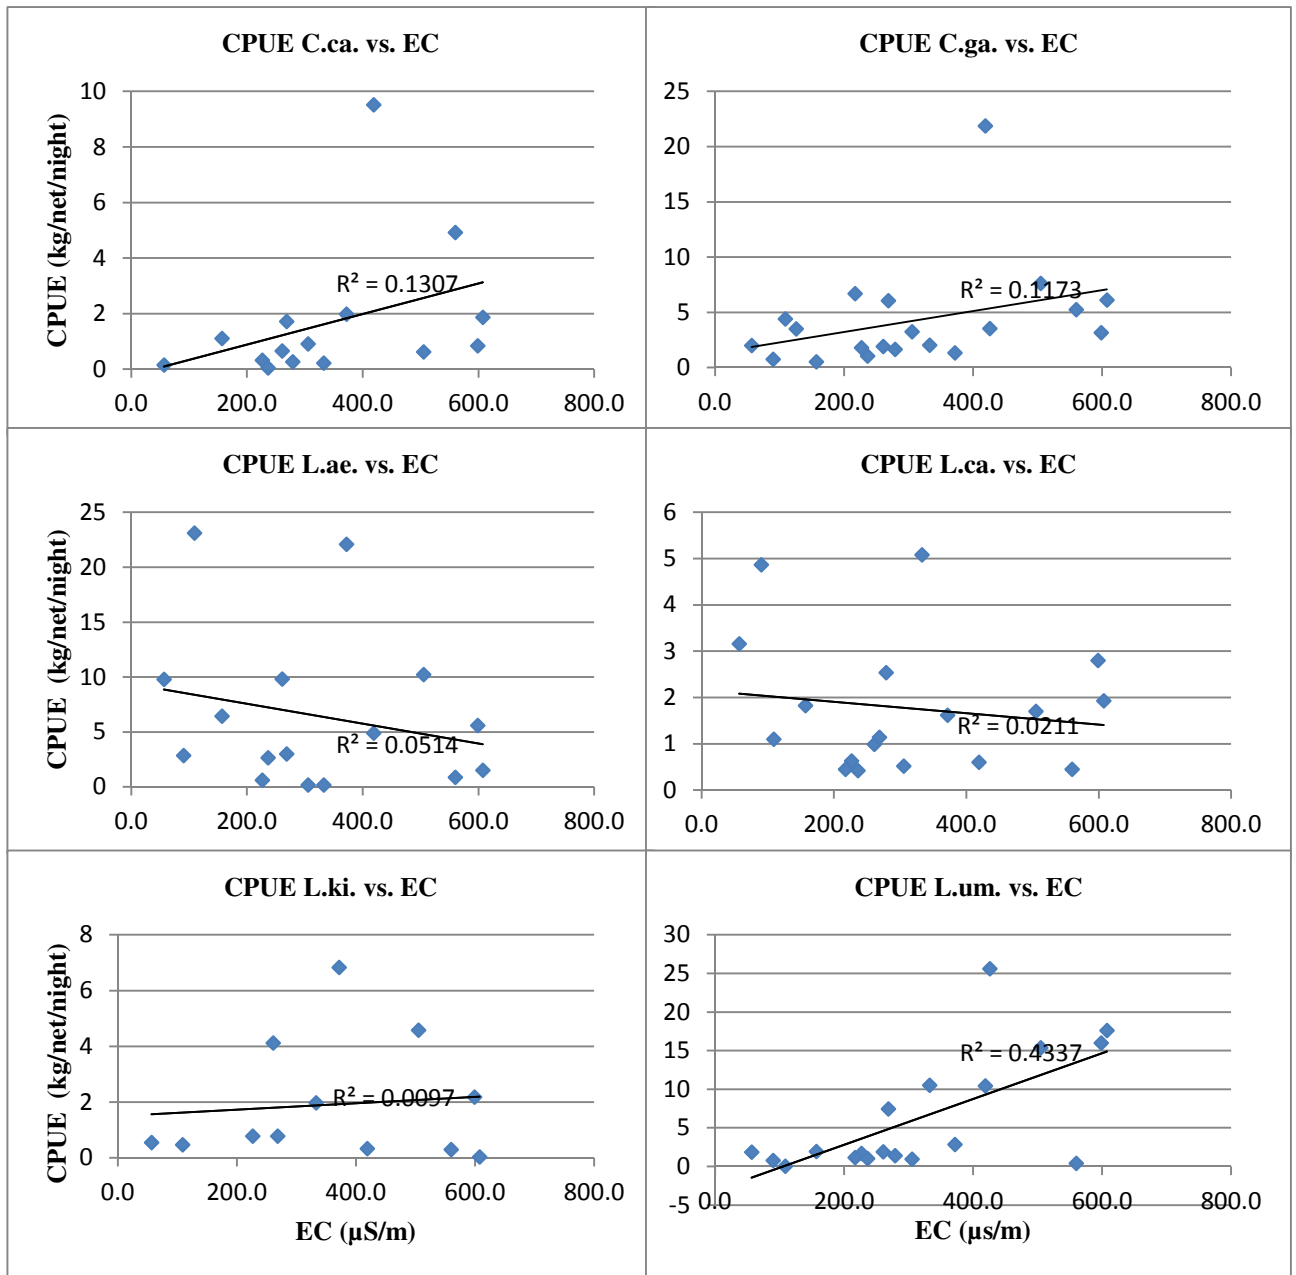 CPUE C.ca. vs. EC
CPUE (kg/net/night)
10
8
6
4
2
0
R² = 0.1307
0.0 200.0 400.0 600.0 800.0
CPUE C.ga. vs. EC
25
20
15
10
5
0
R² = 0.1173
0.0 200.0 400.0 600.0 800.0
CPUE L.ae. vs. EC
CPUE (kg/net/night)
25
20
15
10
5
0
R² = 0.0514
0.0 200.0 400.0 600.0 800.0
CPUE L.ca. vs. EC
6
5
4
3
2
1
0
R² = 0.0211
0.0 200.0 400.0 600.0 800.0
CPUE L.ki. vs. EC
CPUE (kg/net/night)
8
6
4
2
0
R² = 0.0097
0.0 200.0 400.0 600.0 800.0
EC (µS/m)
CPUE L.um. vs. EC
30
25
20
15
10
5
0
-5
R² = 0.4337
0.0 200.0 400.0 600.0 800.0
EC (µs/m)